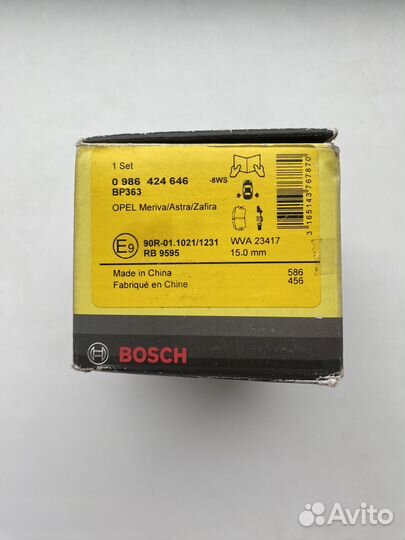 1 Set
0 986 424 646
BP363
-8WS
OPEL Meriva/Astra/Zafira
E9
90R-01.1021/1231
RB 9595
WVA 23417
15.0 mm
Made in China
Fabriqué en Chine
586
456
3 165143 767870
BOSCH
Avito